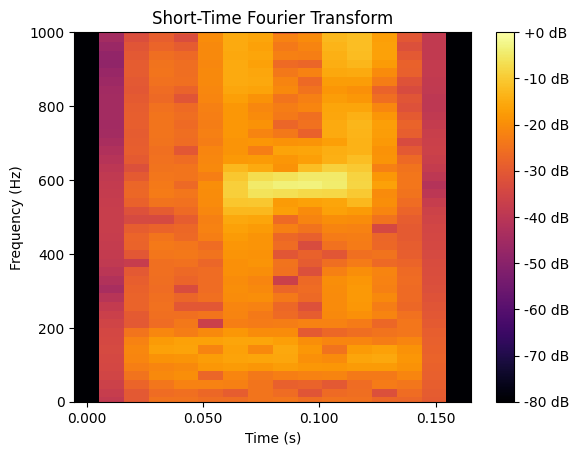 Short-Time Fourier Transform
1000
800
600
400
200
0
Frequency (Hz)
0.000
0.050
0.100
0.150
Time (s)
+0 dB
-10 dB
-20 dB
-30 dB
-40 dB
-50 dB
-60 dB
-70 dB
-80 dB